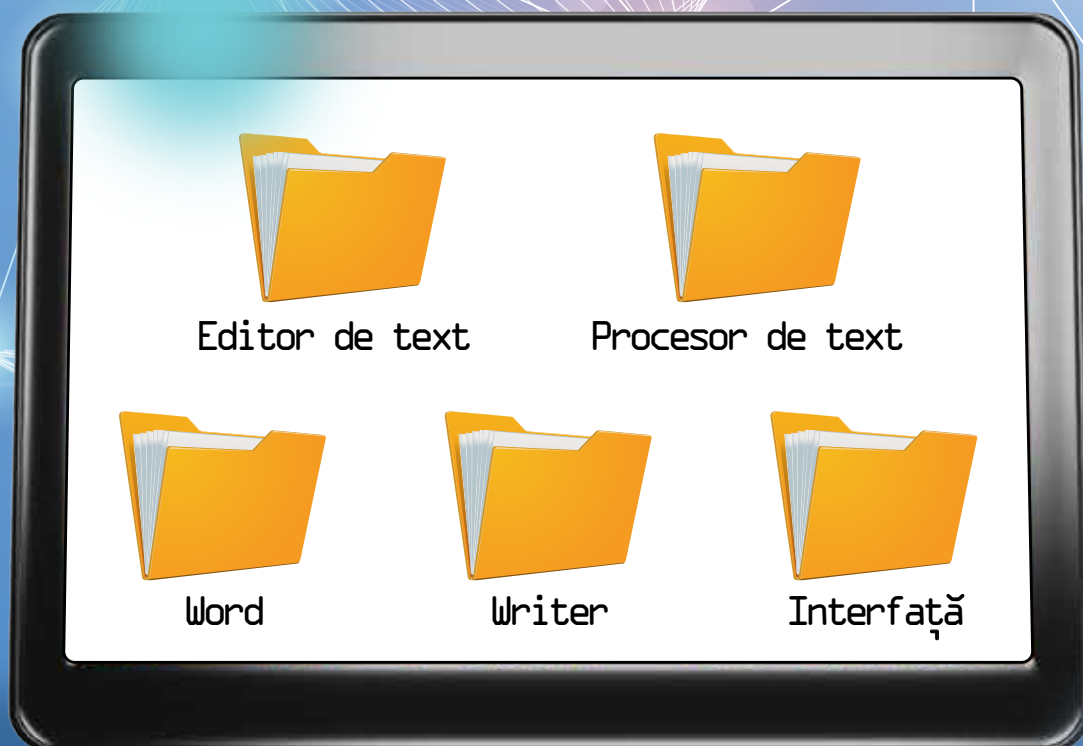 Editor de text
Procesor de text
Word
Writer
Interfață